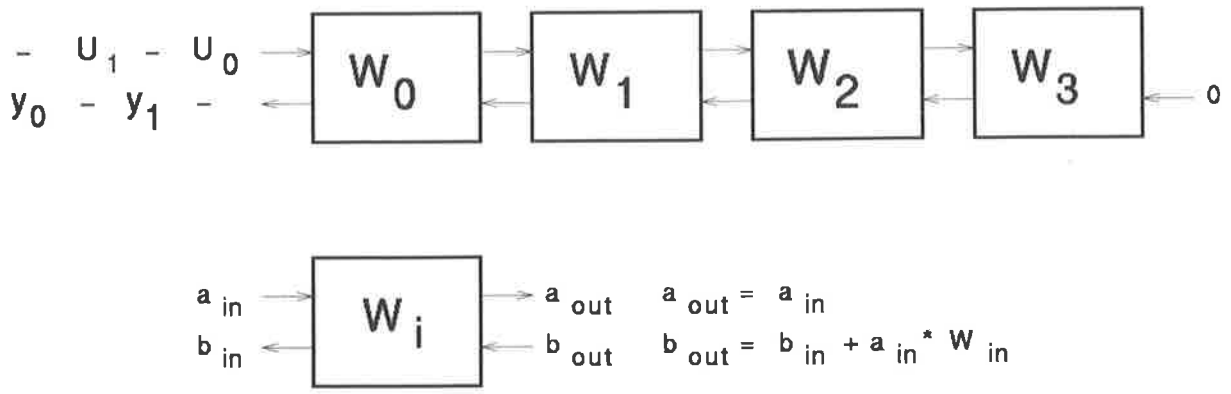 - U1 - U0 W0 W1 W2 W3
y0 - y1 - 0
a in Wi a out a out = a in
b in b out b out = b in + a in * W in